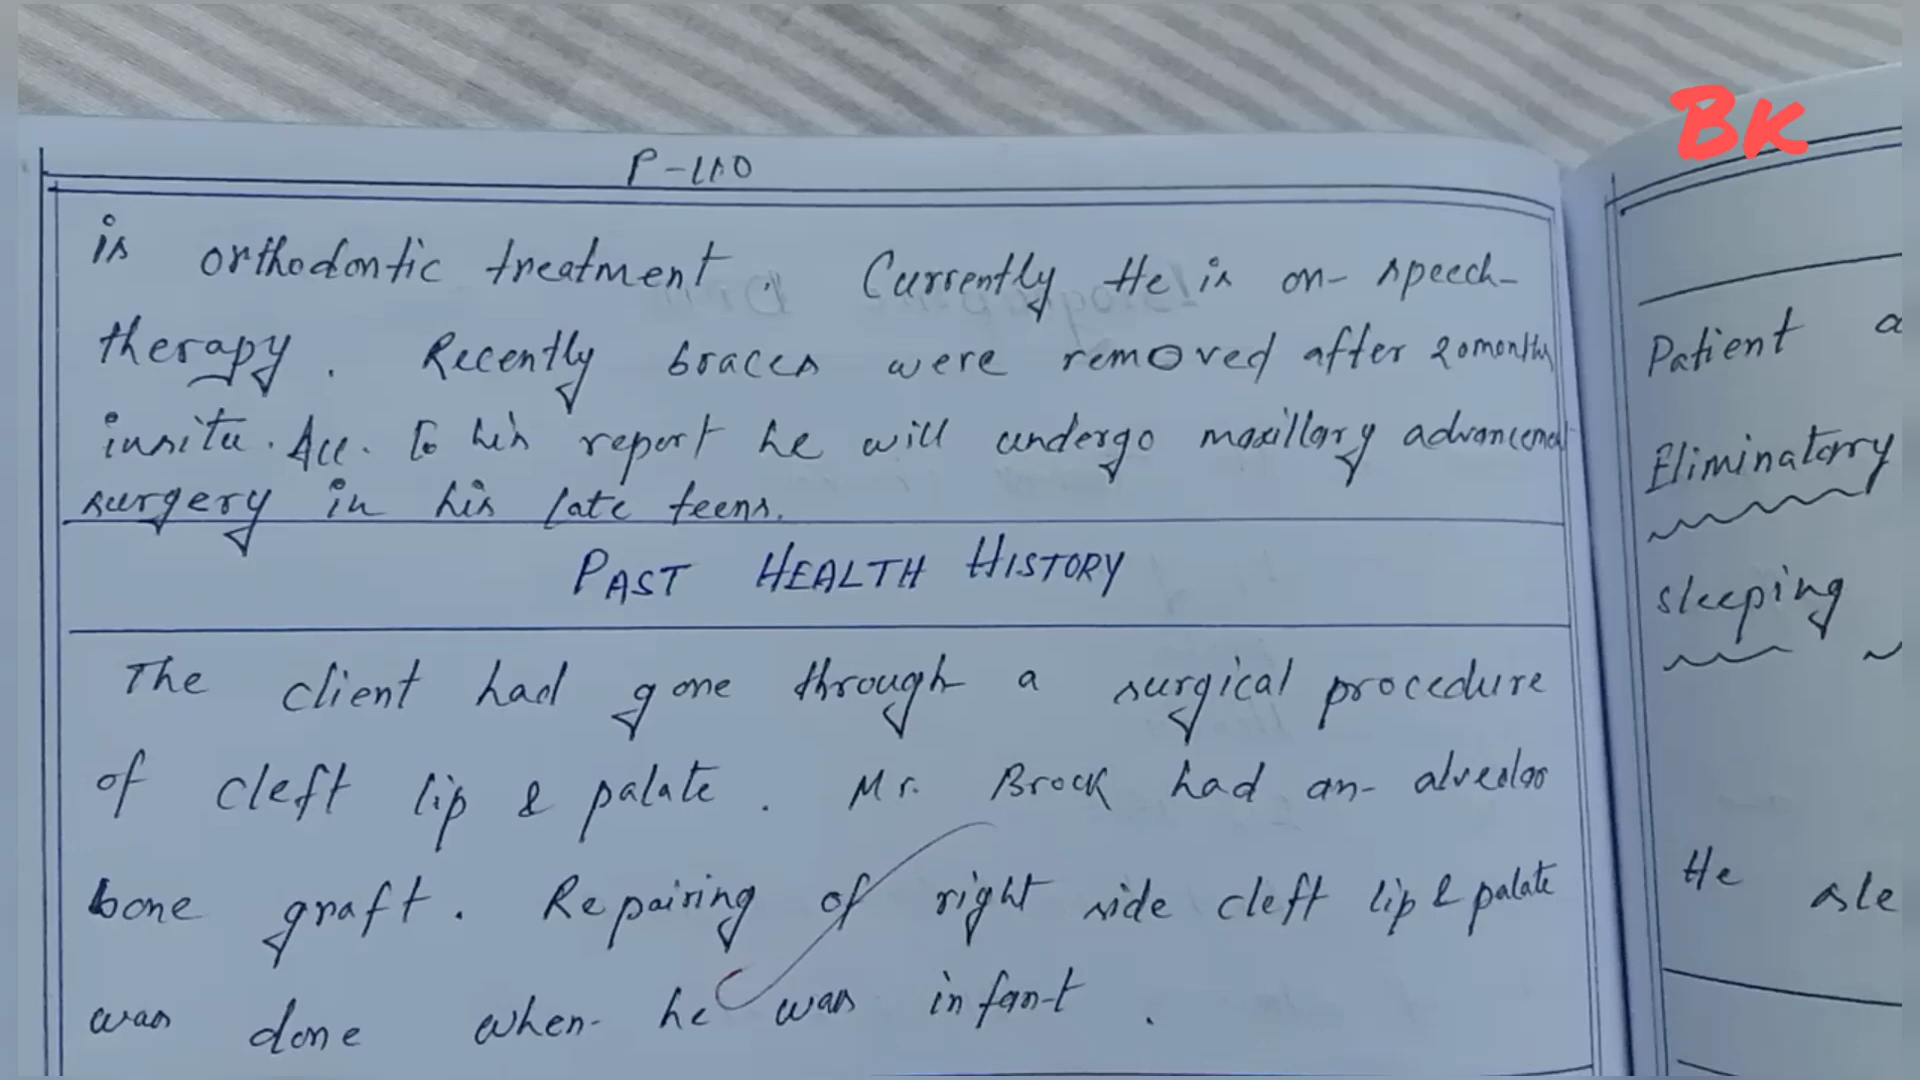 BK
P-110
is orthodontic treatment. Currently He is on speech-
therapy. Recently braces were removed after 20 months
insitu. Acc. to his report he will undergo maxillary advancement
surgery in his late teens.
PAST HEALTH HISTORY
The client had gone through a surgical procedure
of cleft lip & palate. Mr. Brock had an alveolar
bone graft. Repairing of right side cleft lip & palate
was done when he was infant.
Patient
Eliminatory
sleeping
He sle